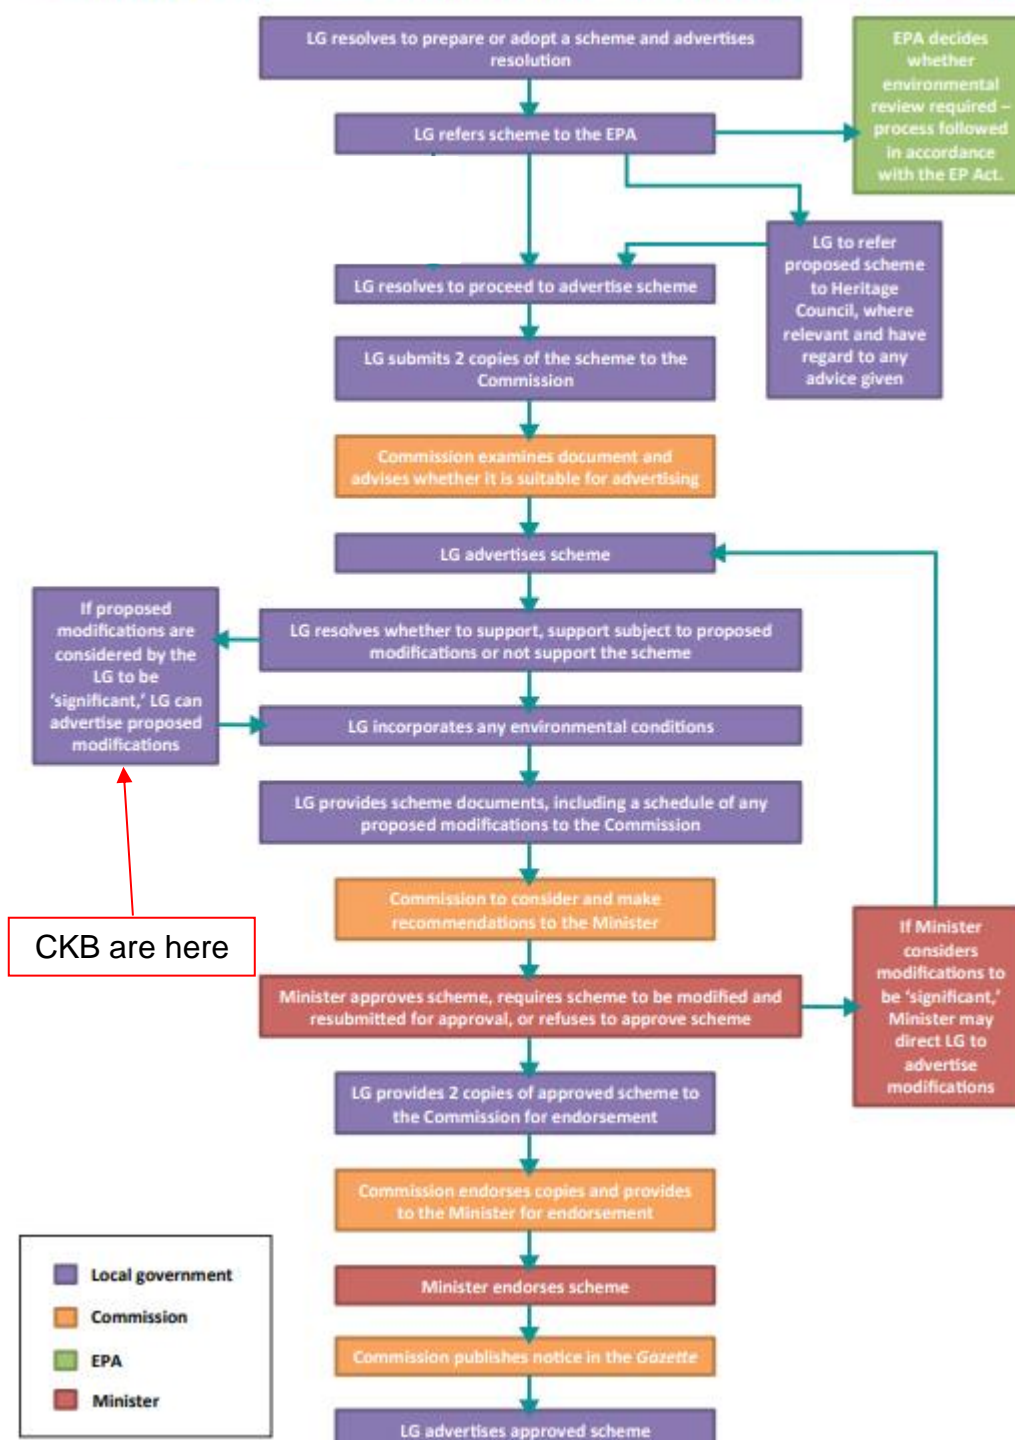 LG resolves to prepare or adopt a scheme and advertises
resolution
EPA decides
whether
environmental
review required –
process followed
in accordance
with the EP Act.
LG refers scheme to the EPA
LG to refer
proposed scheme
to Heritage
Council, where
relevant and have
regard to any
advice given
LG resolves to proceed to advertise scheme
LG submits 2 copies of the scheme to the
Commission
Commission examines document and
advises whether it is suitable for advertising
LG advertises scheme
If proposed
modifications are
considered by the
LG to be
‘significant,’ LG can
advertise proposed
modifications
LG resolves whether to support, support subject to proposed
modifications or not support the scheme
LG incorporates any environmental conditions
LG provides scheme documents, including a schedule of any
proposed modifications to the Commission
CKB are here
Commission to consider and make
recommendations to the Minister
If Minister
considers
modifications to
be ‘significant,’
Minister may
direct LG to
advertise
modifications
Minister approves scheme, requires scheme to be modified and
resubmitted for approval, or refuses to approve scheme
LG provides 2 copies of approved scheme to
the Commission for endorsement
Commission endorses copies and provides
to the Minister for endorsement
Minister endorses scheme
Commission publishes notice in the Gazette
LG advertises approved scheme
Local government
Commission
EPA
Minister